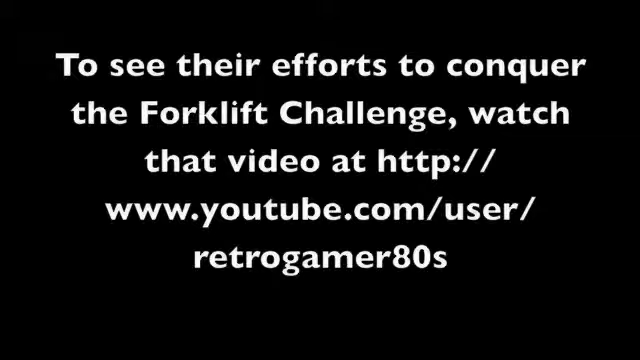 To see their efforts to conquer
the Forklift Challenge, watch
that video at http://
www.youtube.com/user/
retrogamer80s